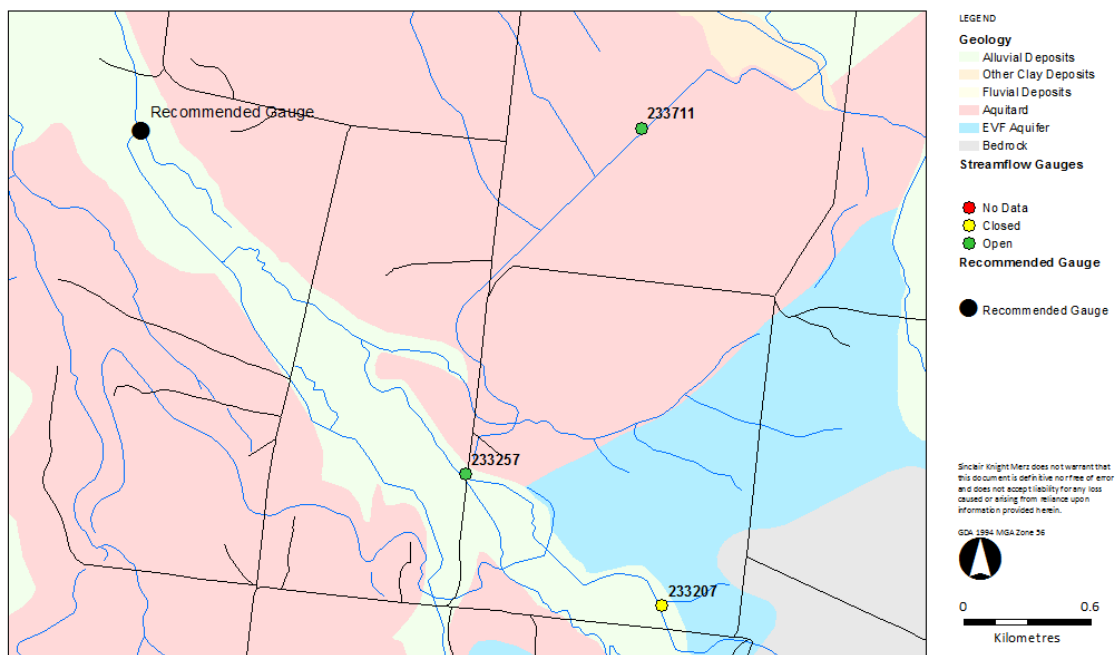 Recommended Gauge
233711
233257
233207
LEGEND
Geology
Alluvial Deposits
Other Clay Deposits
Fluvial Deposits
Aquitard
EVF Aquifer
Bedrock
Streamflow Gauges
No Data
Closed
Open
Recommended Gauge
Recommended Gauge
Sinclair Knight Merz does not warrant that
this document is definitive nor free of error
and does not accept liability for any loss
caused or arising from reliance upon
information provided herein.
GDA 1994 MGA Zone 56
0 0.6
Kilometres